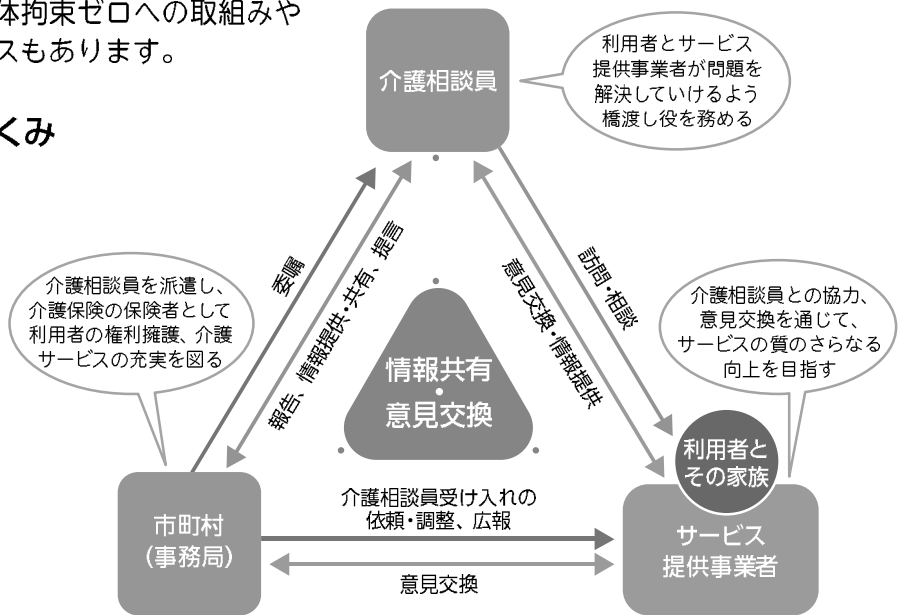 体拘束ゼロへの取組みや
スもあります。
くみ
介護相談員
利用者とサービス
提供事業者が問題を
解決していけるよう
橋渡し役を務める
委嘱
報告、情報提供・共有、提言
訪問・相談
意見交換・情報提供
介護相談員を派遣し、
介護保険の保険者として
利用者の権利擁護、介護
サービスの充実を図る
介護相談員との協力、
意見交換を通じて、
サービスの質のさらなる
向上を目指す
情報共有
・
意見交換
利用者と
その家族
市町村
（事務局）
介護相談員受け入れの
依頼・調整、広報
意見交換
サービス
提供事業者